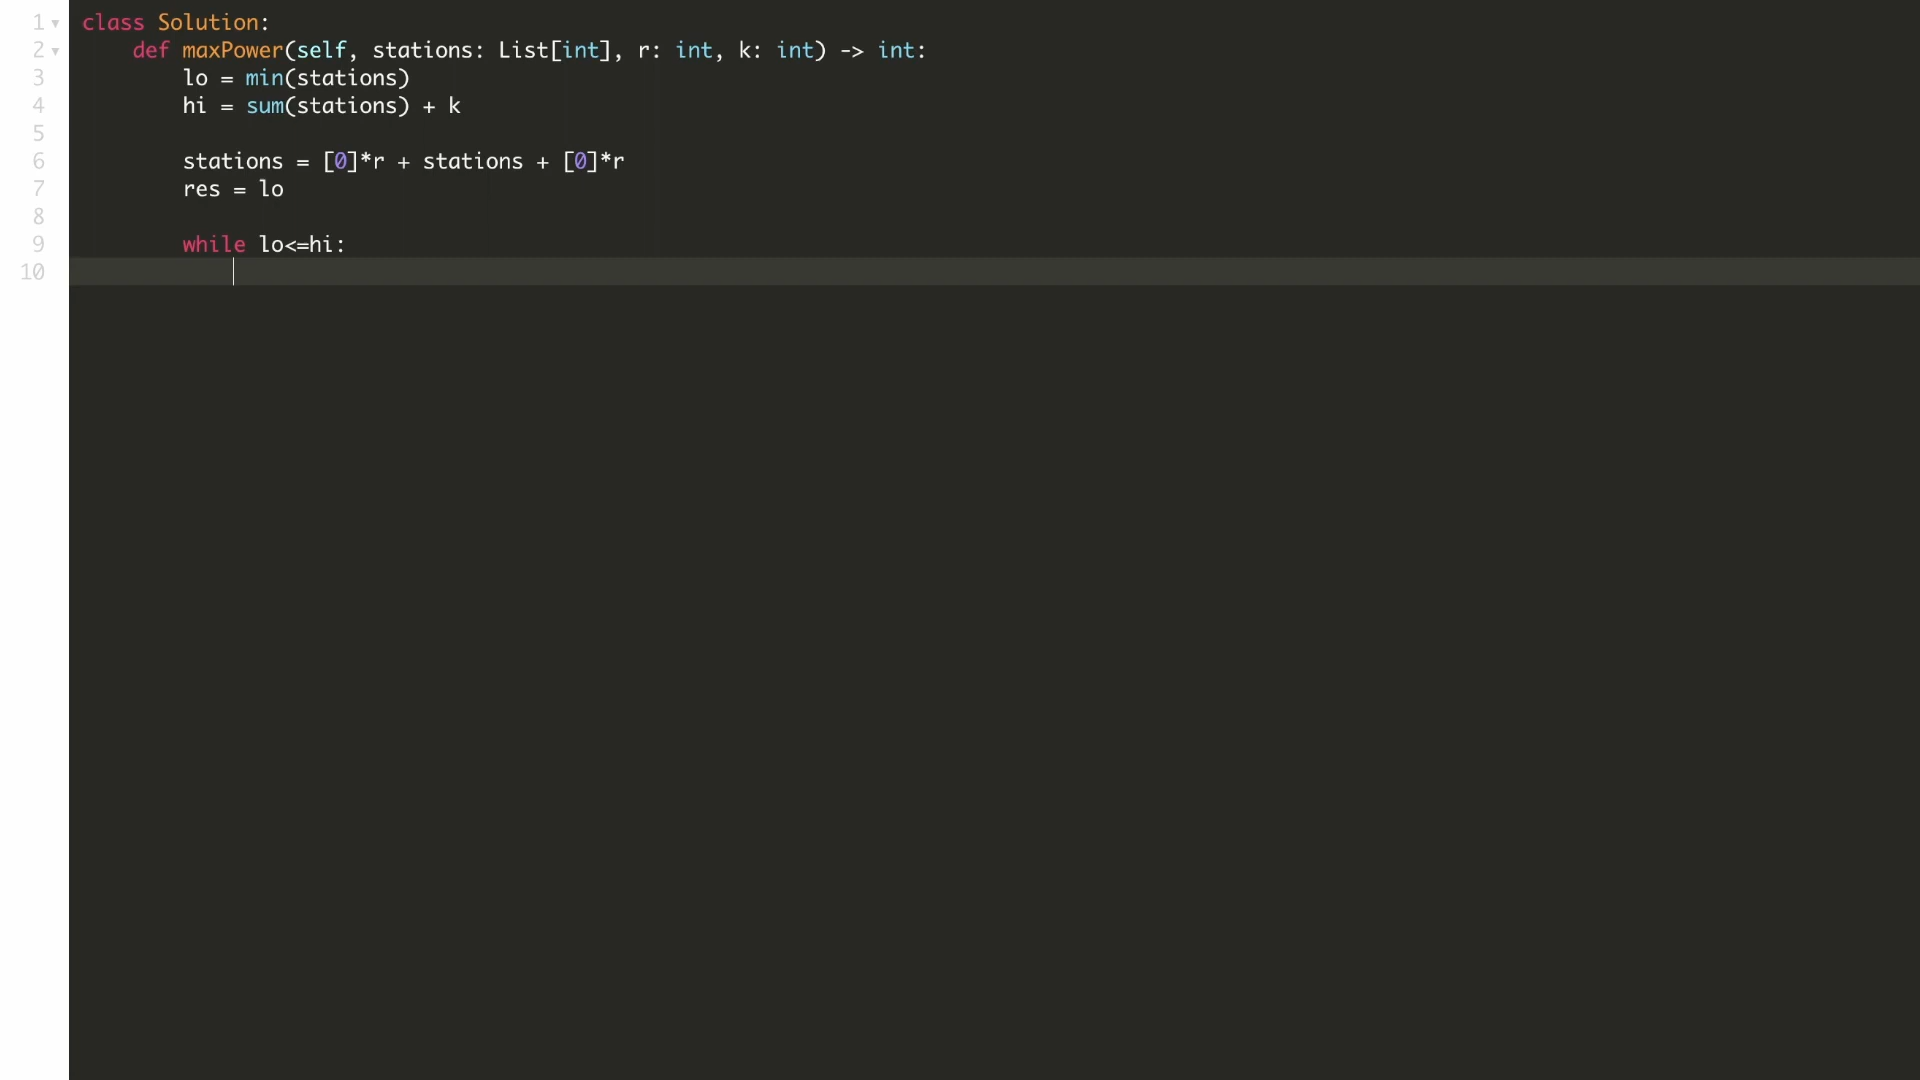 1 class Solution:
2 def maxPower(self, stations: List[int], r: int, k: int) -> int:
3 lo = min(stations)
4 hi = sum(stations) + k
5
6 stations = [0]*r + stations + [0]*r
7 res = lo
8
9 while lo<=hi:
10